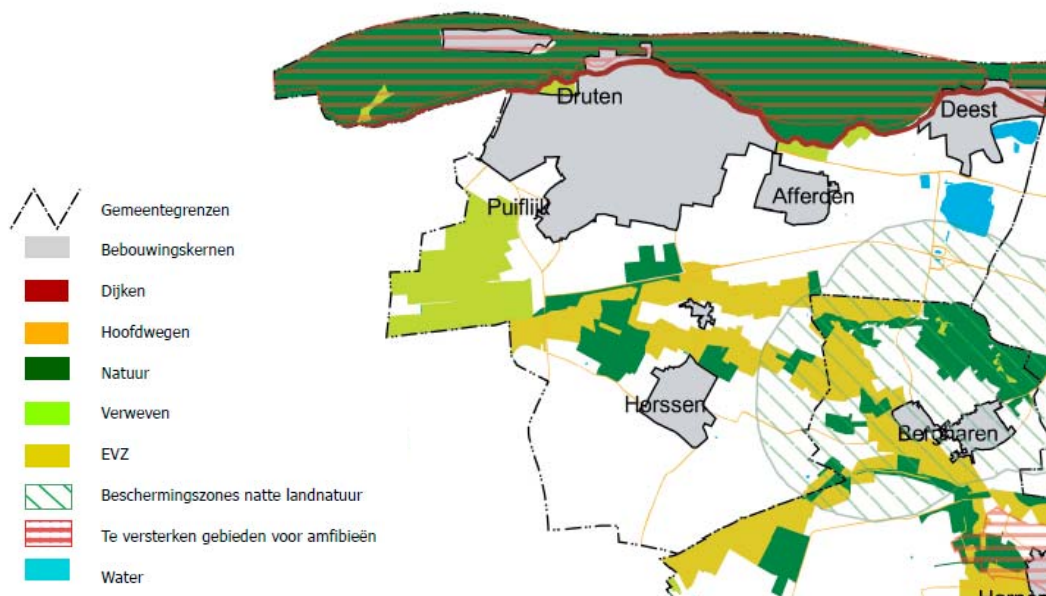 Druten
Deest
Afferden
Puiflijk
Horssen
Bergharen
Gemeentegrenzen
Bebouwingskernen
Dijken
Hoofdwegen
Natuur
Verweven
EVZ
Beschermingszones natte landnatuur
Te versterken gebieden voor amfibieën
Water